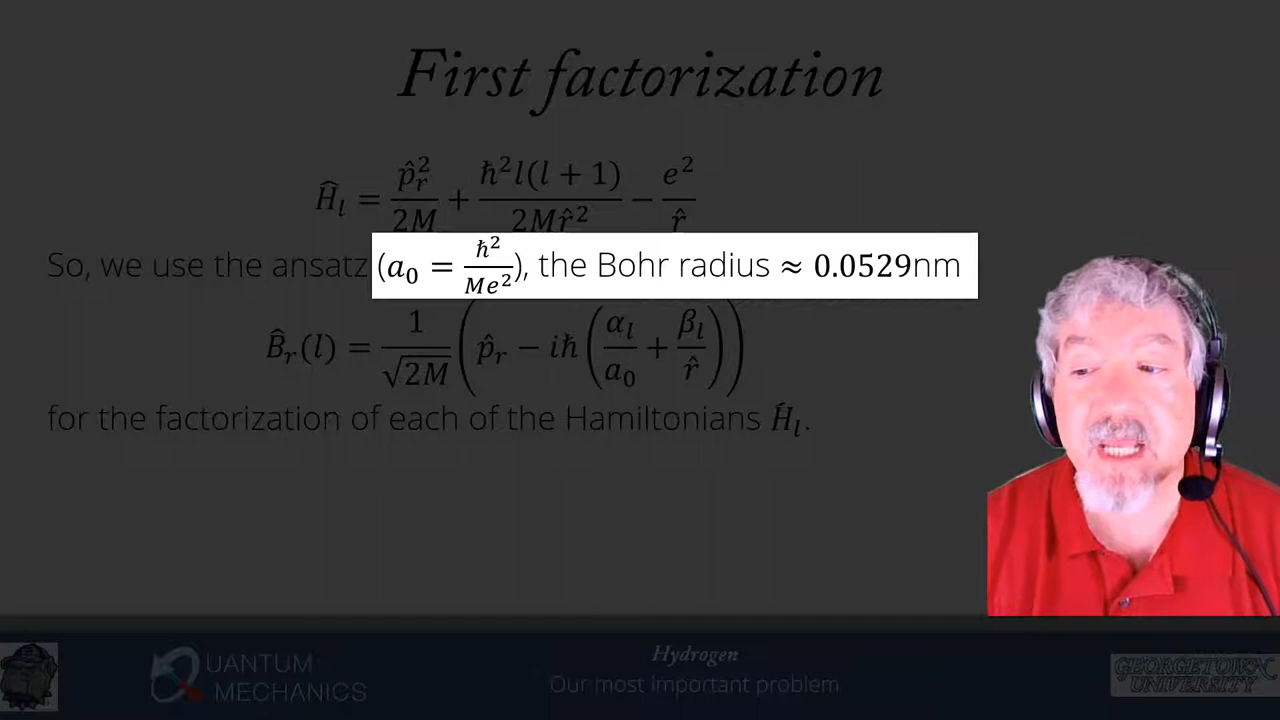 First factorization
Ĥ_l = p̂_r²/2M + ħ²l(l + 1)/2Mr̂² − e²/r̂
So, we use the ansatz (a₀ = ħ²/Me²), the Bohr radius ≈ 0.0529nm
B̂_r(l) = 1/√2M (p̂_r − iħ (α_l/a₀ + β_l/r̂))
for the factorization of each of the Hamiltonians Ĥ_l.
QUANTUM
MECHANICS
Hydrogen
Our most important problem
GEORGETOWN
UNIVERSITY